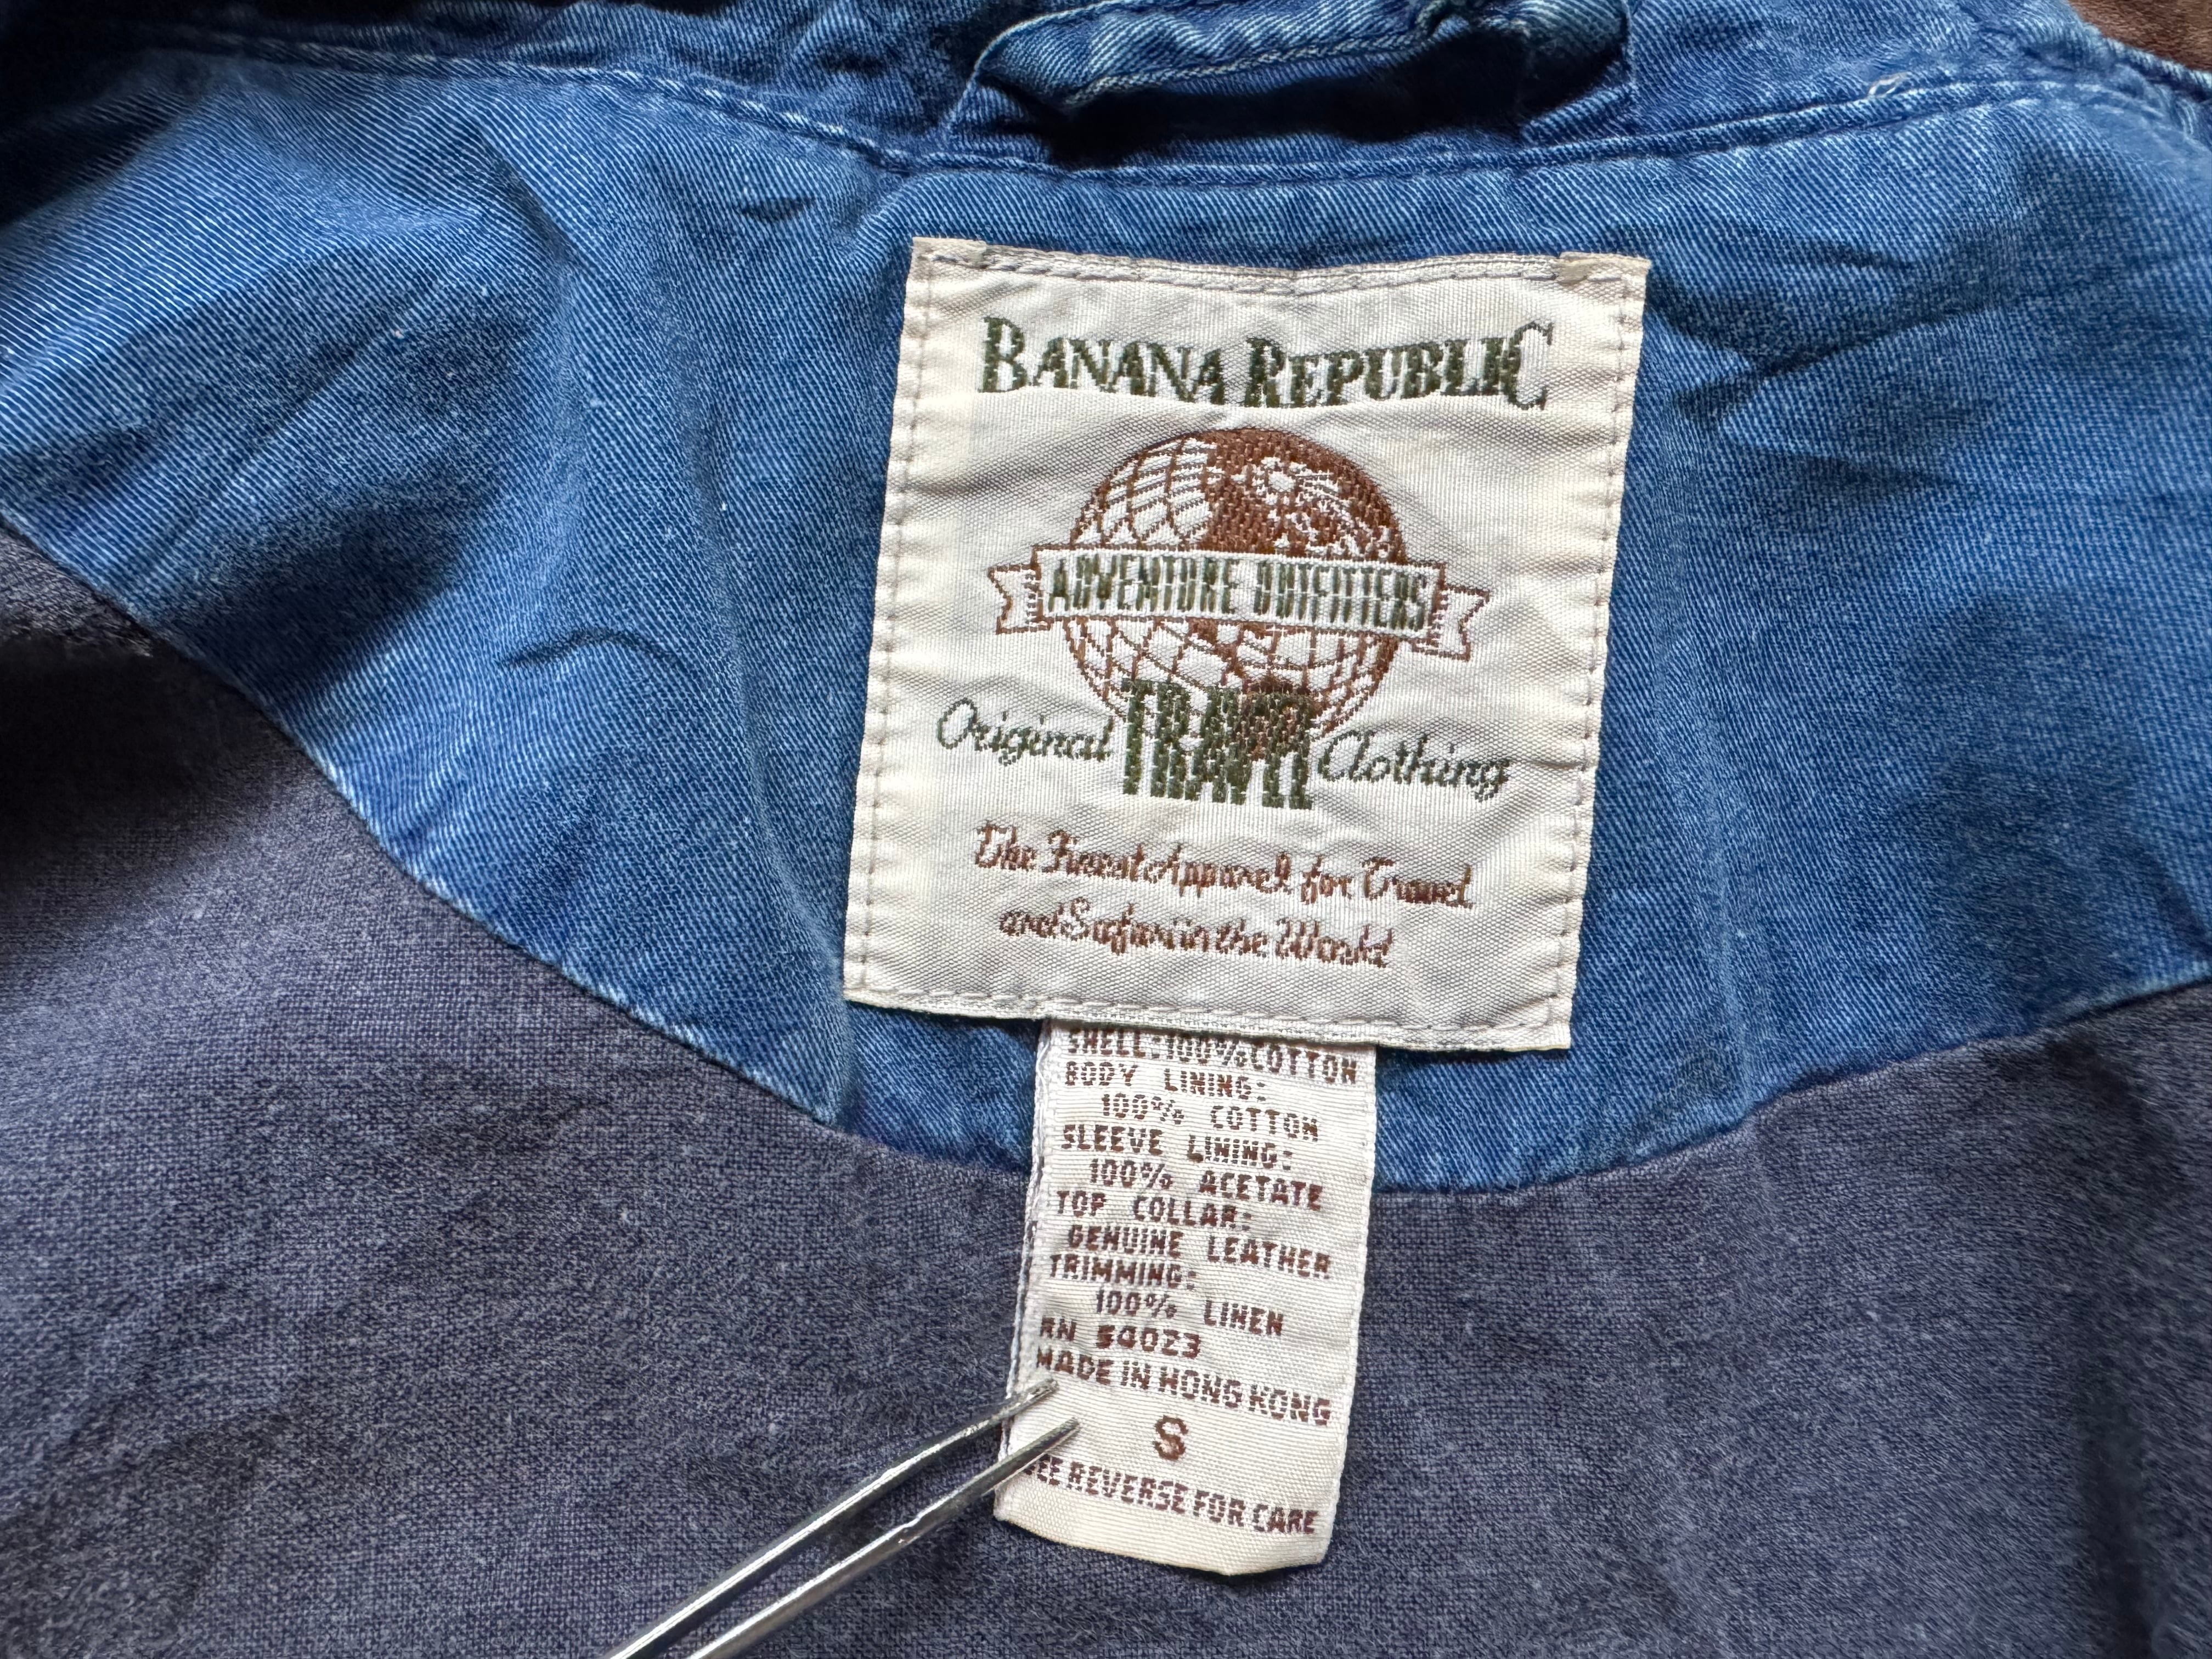 BANANA REPUBLIC
ADVENTURE OUTFITTERS
Original TRAVEL Clothing
The Finest Apparel for Travel
and Safari in the World
SHELL: 100% COTTON
BODY LINING:
100% COTTON
SLEEVE LINING:
100% ACETATE
TOP COLLAR:
GENUINE LEATHER
TRIMMING:
100% LINEN
RN 54023
MADE IN HONG KONG
S
SEE REVERSE FOR CARE